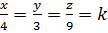 x/4 = y/3 = z/9 = k